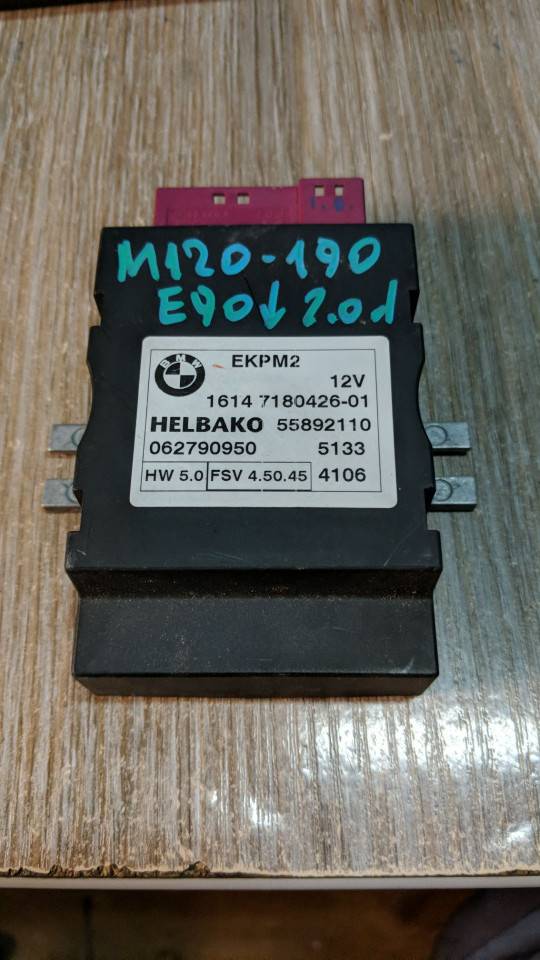 M120-190
E90↓ 2.0d
BMW
EKPM2
12V
1614 7180426-01
HELBAKO 55892110
062790950 5133
HW 5.0 FSV 4.50.45 4106